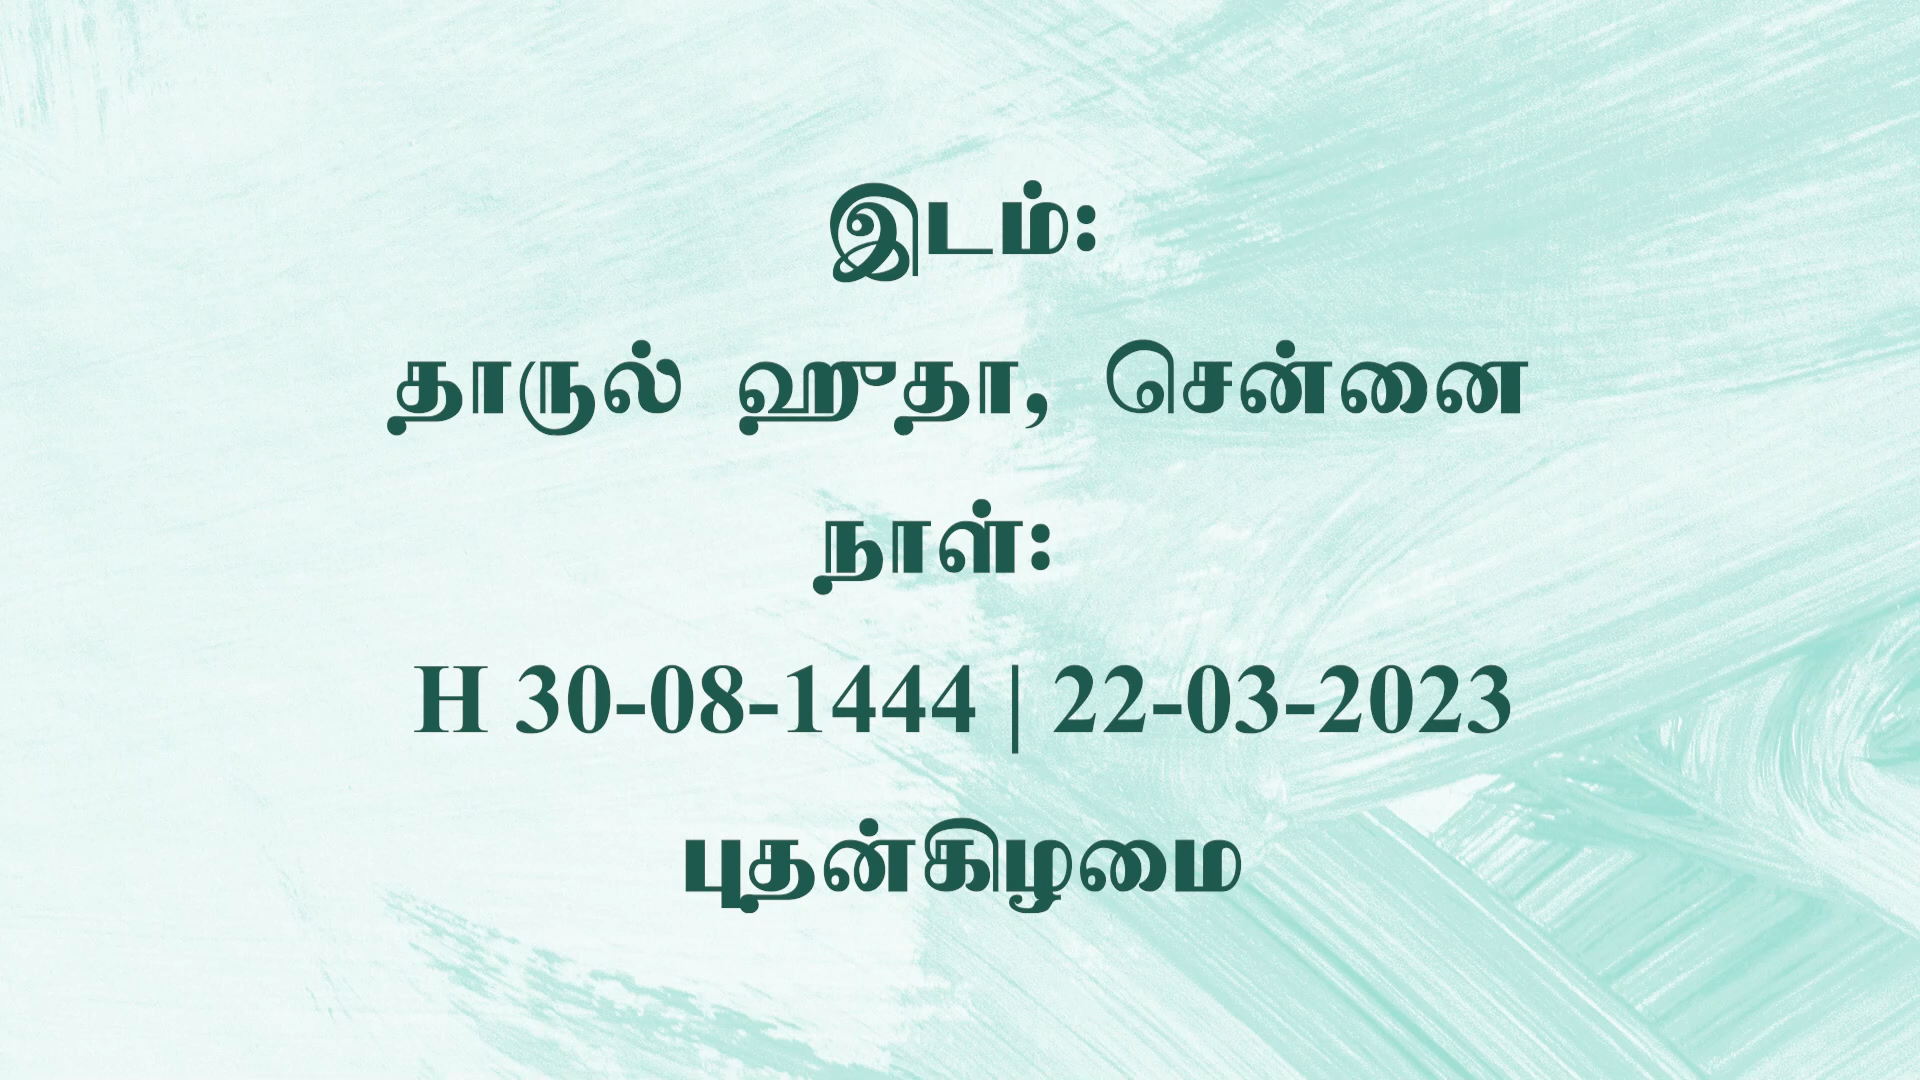 இடம்:
தாருல் ஹுதா, சென்னை
நாள்:
H 30-08-1444 | 22-03-2023
புதன்கிழமை